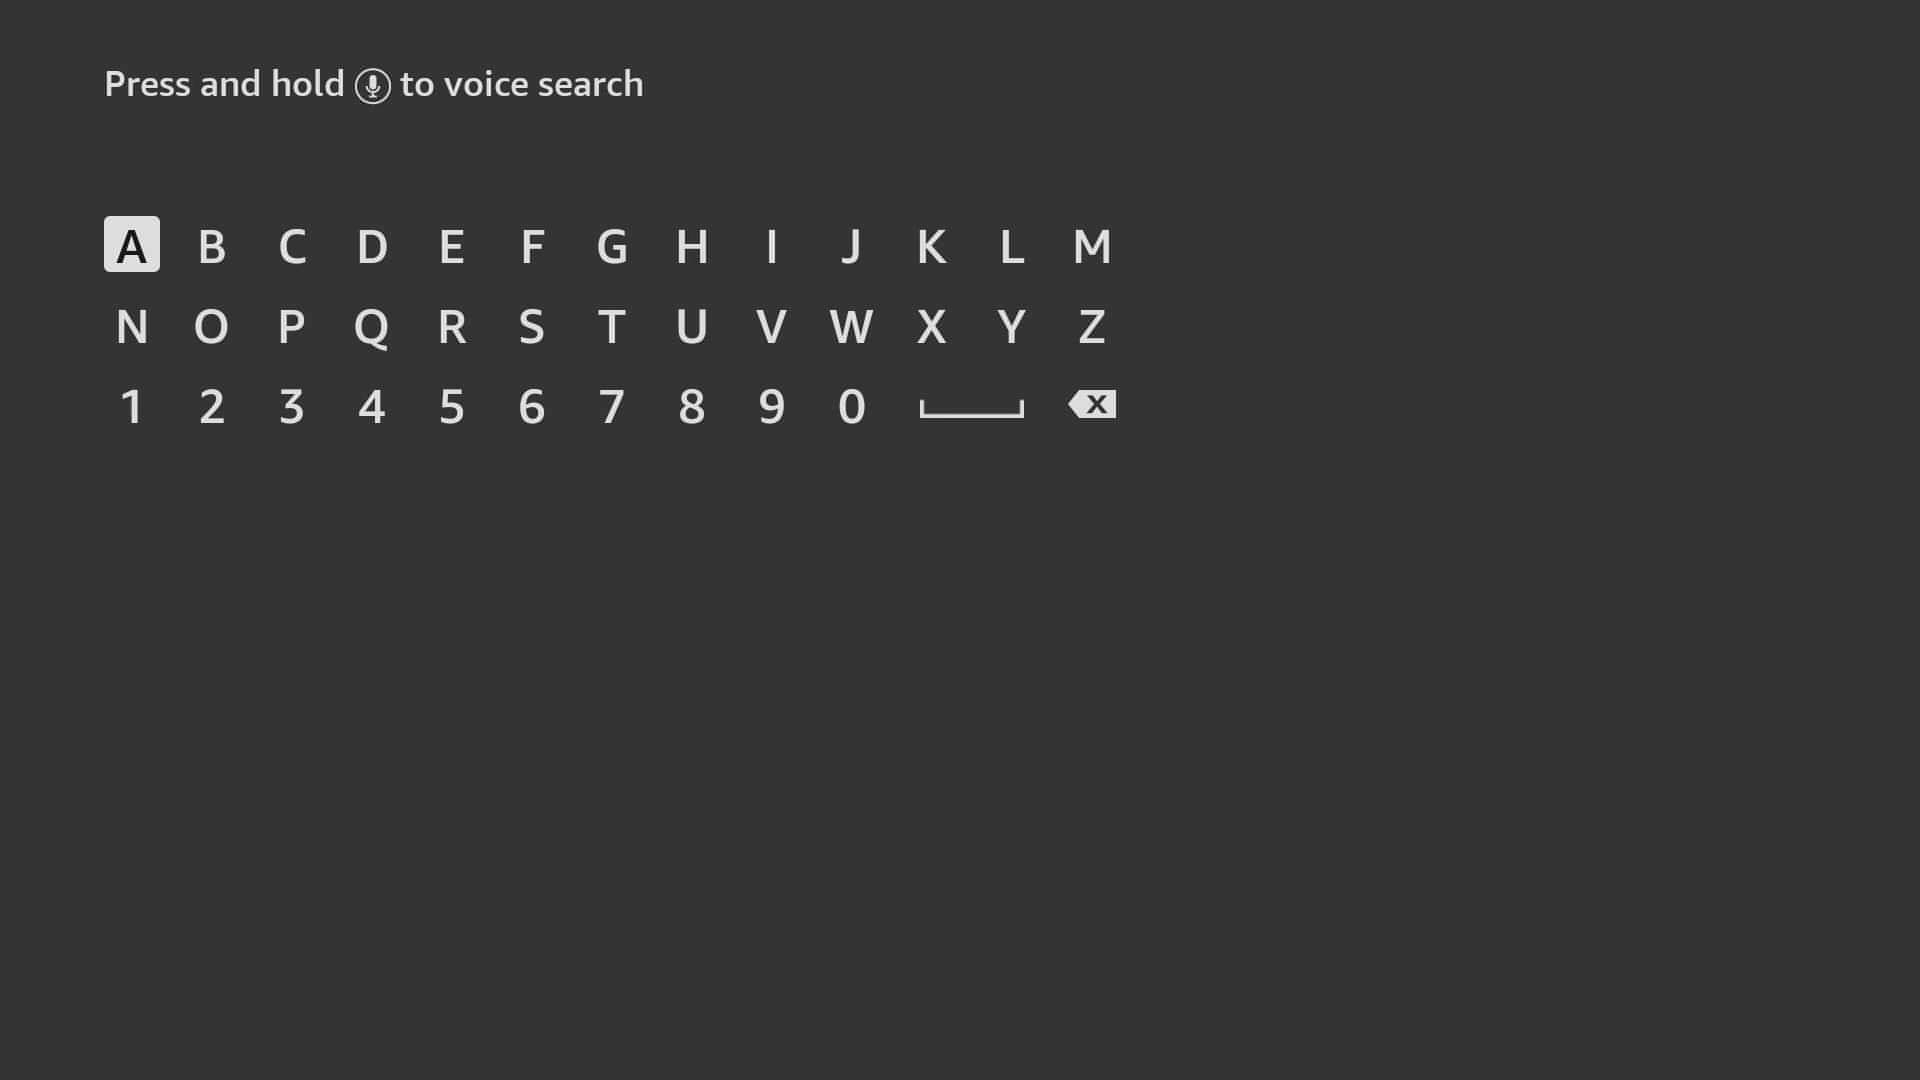 Press and hold to voice search
A B C D E F G H I J K L M
N O P Q R S T U V W X Y Z
1 2 3 4 5 6 7 8 9 0